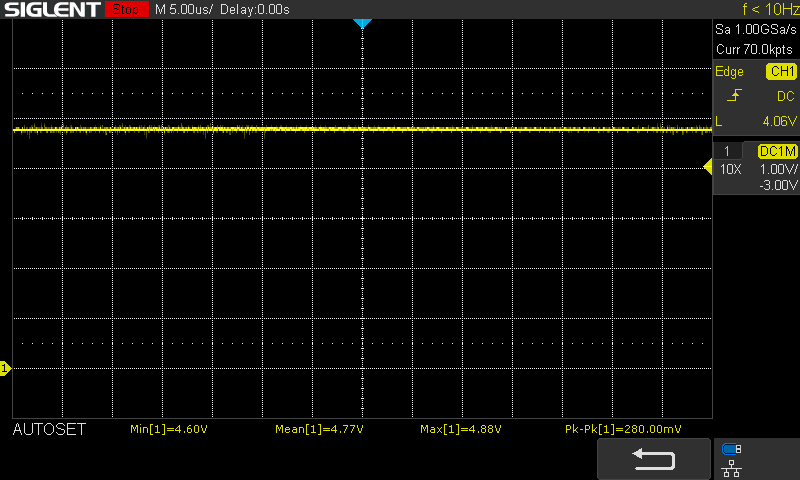 SIGLENT Stop M 5.00us/ Delay:0.00s f < 10Hz
Sa 1.00GSa/s
Curr 70.0kpts
Edge CH1
DC
L 4.06V
1 DC1M
10X 1.00V/
-3.00V
1
AUTOSET Min[1]=4.60V Mean[1]=4.77V Max[1]=4.88V Pk-Pk[1]=280.00mV